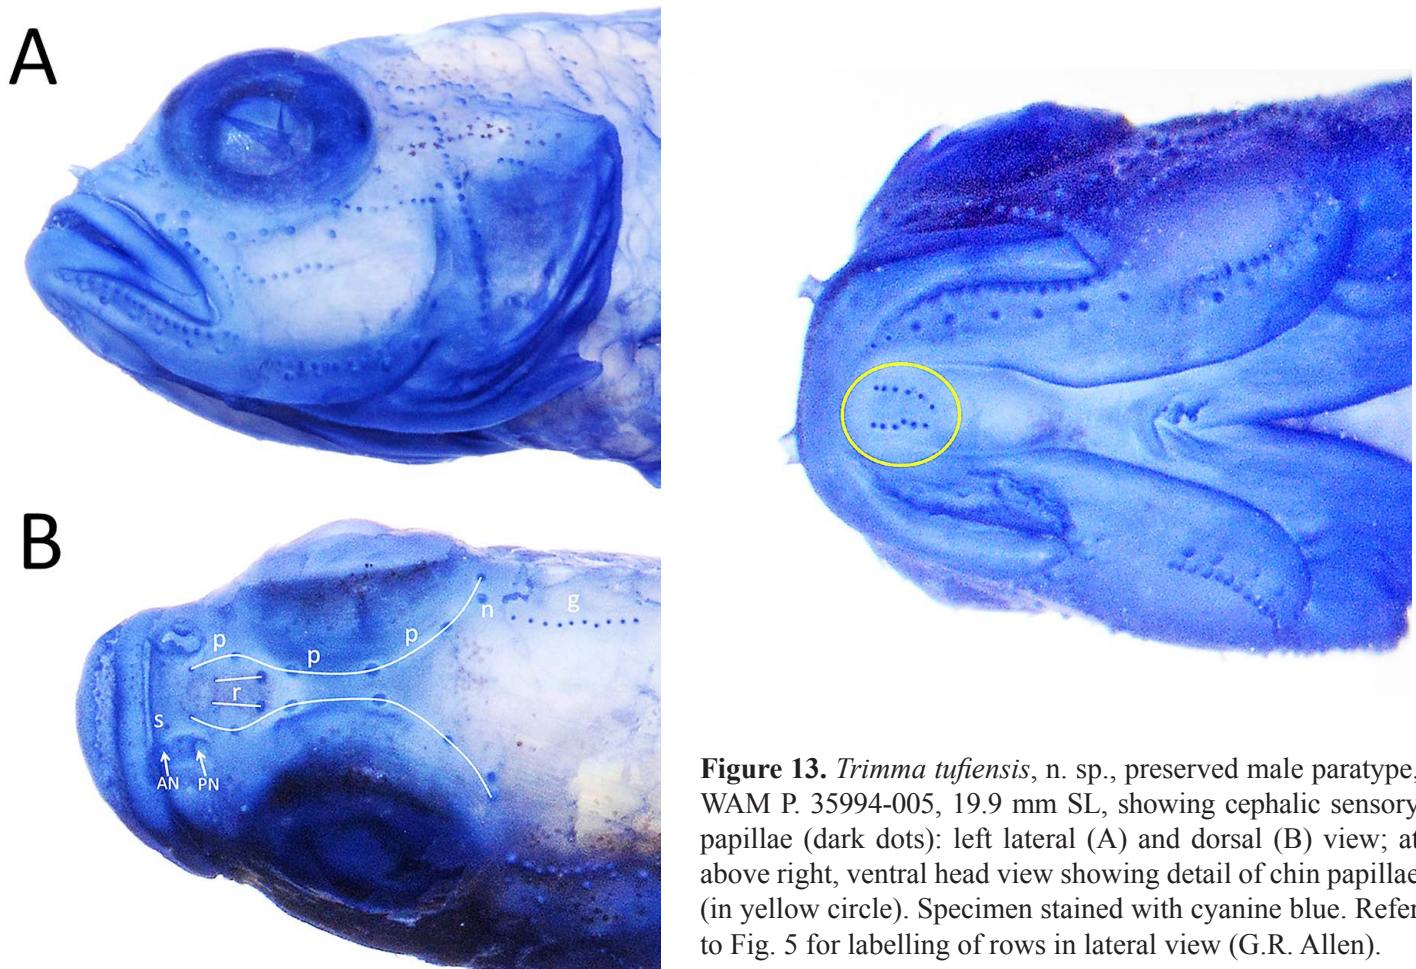 A
B
p
p
p
n
g
r
s
AN
PN
Figure 13. Trimma tufiensis, n. sp., preserved male paratype,
WAM P. 35994-005, 19.9 mm SL, showing cephalic sensory
papillae (dark dots): left lateral (A) and dorsal (B) view; at
above right, ventral head view showing detail of chin papillae
(in yellow circle). Specimen stained with cyanine blue. Refer
to Fig. 5 for labelling of rows in lateral view (G.R. Allen).